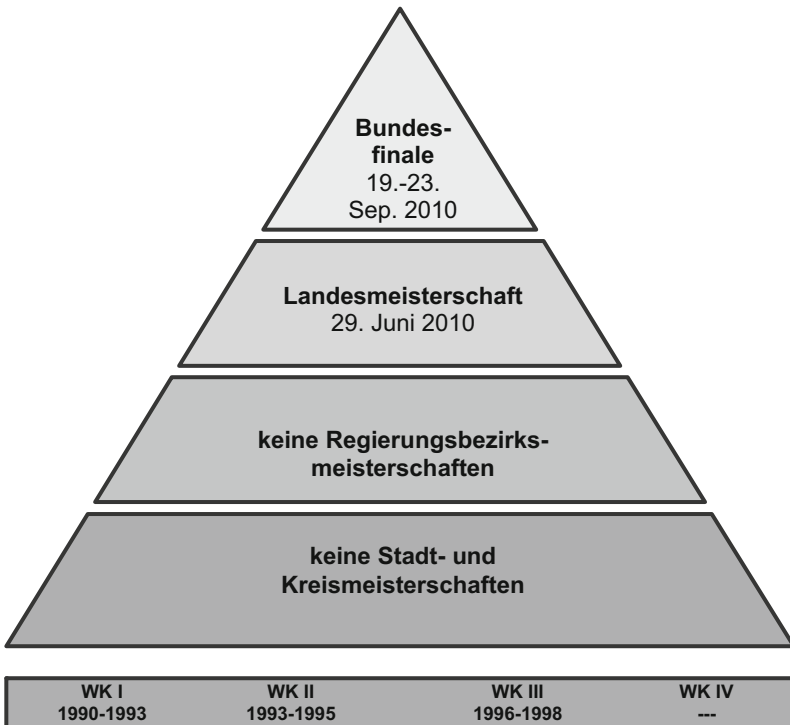 Bundes-
finale
19.-23.
Sep. 2010
Landesmeisterschaft
29. Juni 2010
keine Regierungsbezirks-
meisterschaften
keine Stadt- und
Kreismeisterschaften
WK I WK II WK III WK IV
1990-1993 1993-1995 1996-1998 ---